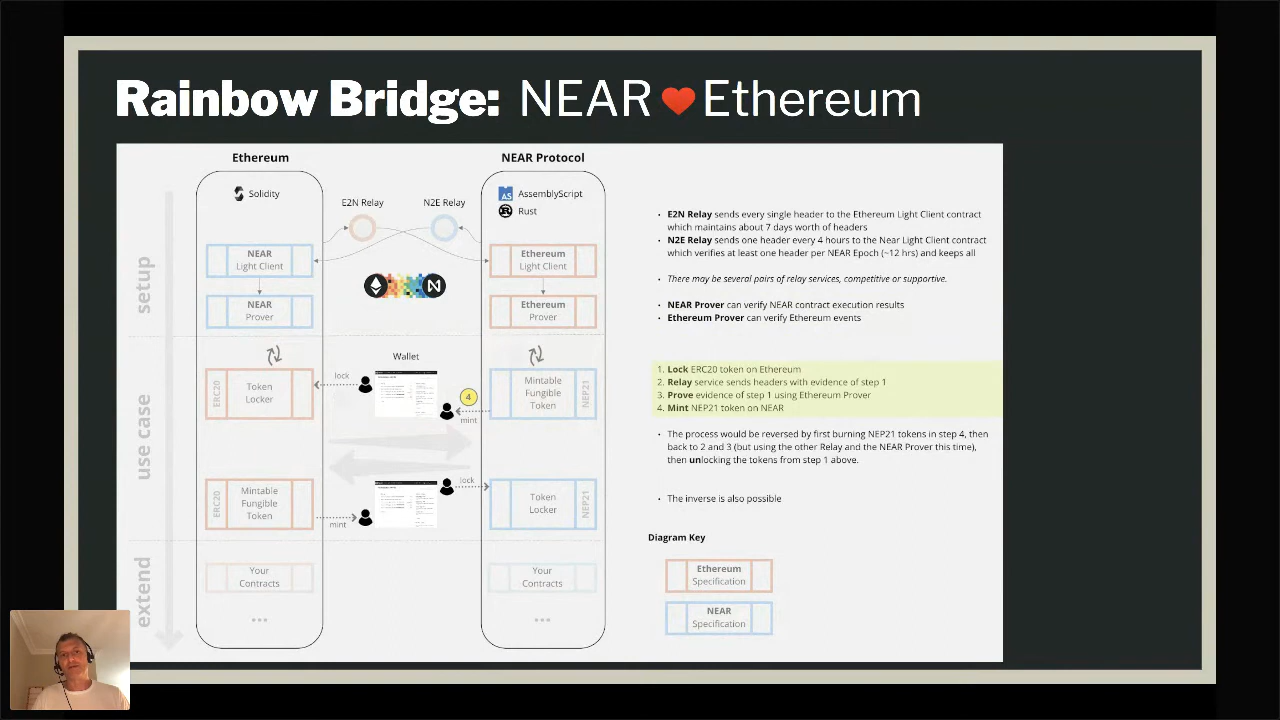 Rainbow Bridge: NEAR ❤ Ethereum
Ethereum
NEAR Protocol
Solidity
AssemblyScript
Rust
E2N Relay
N2E Relay
setup
NEAR
Light Client
Ethereum
Light Client
NEAR
Prover
Ethereum
Prover
use case
Wallet
ERC20
Token
Locker
lock
4
mint
Mintable
Fungible
Token
NEP21
ERC20
Mintable
Fungible
Token
mint
lock
Token
Locker
NEP21
extend
Your
Contracts
...
Your
Contracts
...
• E2N Relay sends every single header to the Ethereum Light Client contract
which maintains about 7 days worth of headers
• N2E Relay sends one header every 4 hours to the Near Light Client contract
which verifies at least one header per NEAR Epoch (~12 hrs) and keeps all
• There may be several pairs of relay services, competitive or supportive.
• NEAR Prover can verify NEAR contract execution results
• Ethereum Prover can verify Ethereum events
1. Lock ERC20 token on Ethereum
2. Relay service sends headers with evidence of step 1
3. Prove evidence of step 1 using Ethereum Prover
4. Mint NEP21 token on NEAR
• The process would be reversed by first burning NEP21 tokens in step 4, then
back to 2 and 3 (but using the other Relay and the NEAR Prover this time),
then unlocking the tokens from step 1 above.
• The inverse is also possible
Diagram Key
Ethereum
Specification
NEAR
Specification